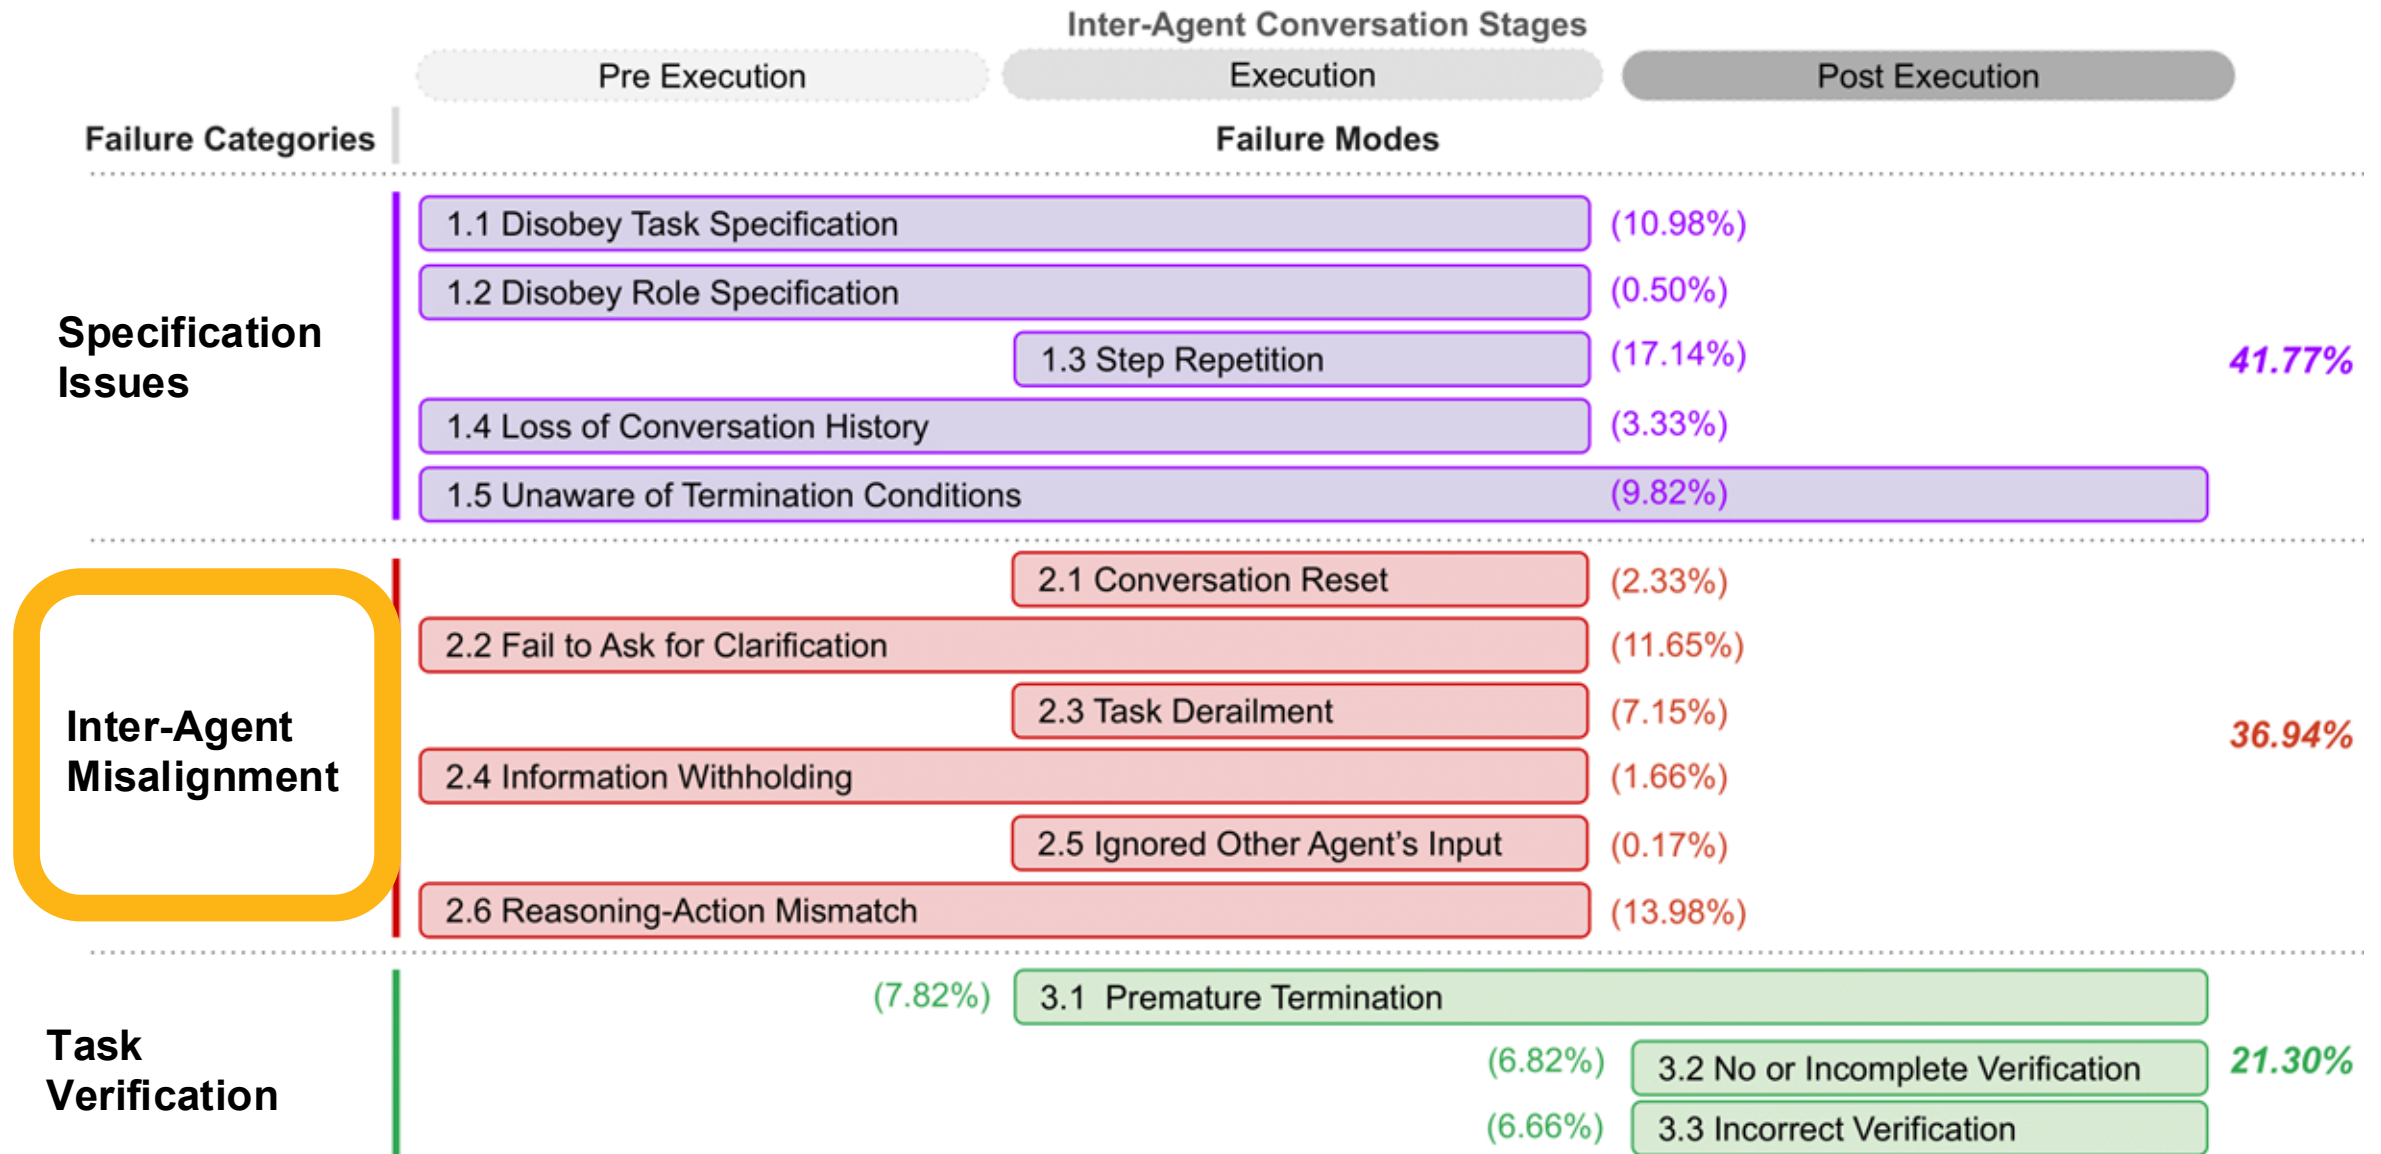 Inter-Agent Conversation Stages
Pre Execution
Execution
Post Execution
Failure Categories
Failure Modes
Specification
Issues
1.1 Disobey Task Specification
(10.98%)
1.2 Disobey Role Specification
(0.50%)
1.3 Step Repetition
(17.14%)
1.4 Loss of Conversation History
(3.33%)
1.5 Unaware of Termination Conditions
(9.82%)
41.77%
Inter-Agent
Misalignment
2.1 Conversation Reset
(2.33%)
2.2 Fail to Ask for Clarification
(11.65%)
2.3 Task Derailment
(7.15%)
2.4 Information Withholding
(1.66%)
2.5 Ignored Other Agent’s Input
(0.17%)
2.6 Reasoning-Action Mismatch
(13.98%)
36.94%
Task
Verification
(7.82%)
3.1 Premature Termination
(6.82%)
3.2 No or Incomplete Verification
(6.66%)
3.3 Incorrect Verification
21.30%